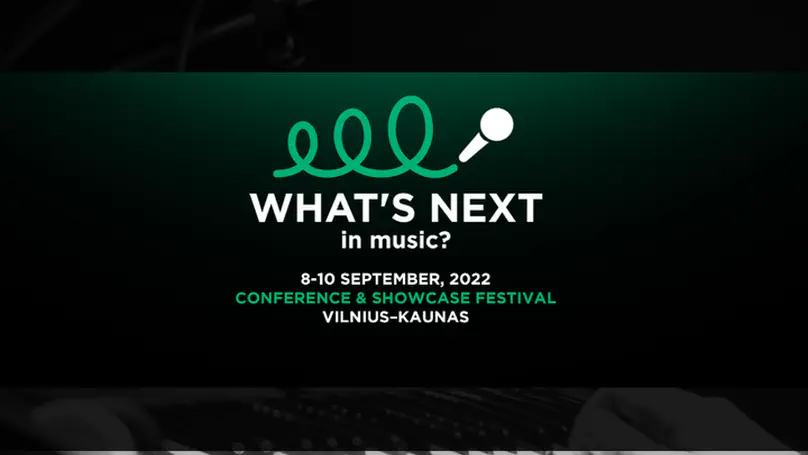 WHAT'S NEXT
in music?
8-10 SEPTEMBER, 2022
CONFERENCE & SHOWCASE FESTIVAL
VILNIUS–KAUNAS